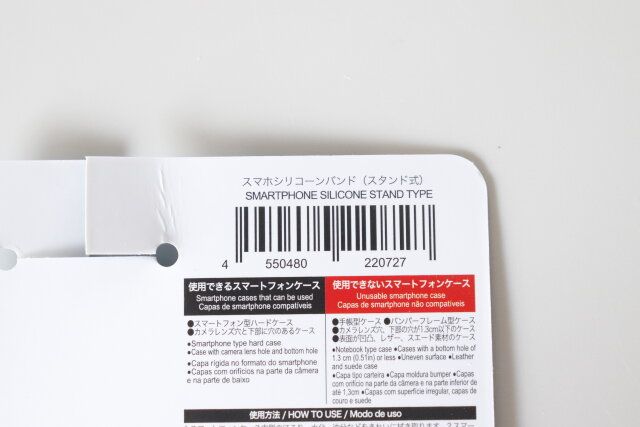 スマホシリコーンバンド（スタンド式）
SMARTPHONE SILICONE STAND TYPE
4 550480 220727
使用できるスマートフォンケース
Smartphone cases that can be used
Capas de smartphone compatíveis
●スマートフォン型ハードケース
●カメラレンズ穴と下部に穴のあるケース
●Smartphone type hard case
●Case with camera lens hole and bottom hole
●Capa rígida no formato do smartphone
●Capas com orifícios na parte da câmera
e na parte de baixo
使用できないスマートフォンケース
Unusable smartphone case
Capas de smartphone não compatíveis
●手帳型ケース ●バンパーフレーム型ケース
●カメラレンズ穴、下部の穴が1.3cm以下のケース
●表面が凹凸、レザー、スエード素材のケース
●Notebook type case ●Cases with a bottom hole of
1.3 cm (0.51in) or less ●Uneven surface ●Leather
and suede case
●Capa tipo carteira ●Capa moldura bumper ●Capas
com orifício na parte da câmera e na parte inferior de
até 1,3cm ●Capas com superfície irregular, capas de
couro e suede
使用方法 / HOW TO USE / Modo de uso